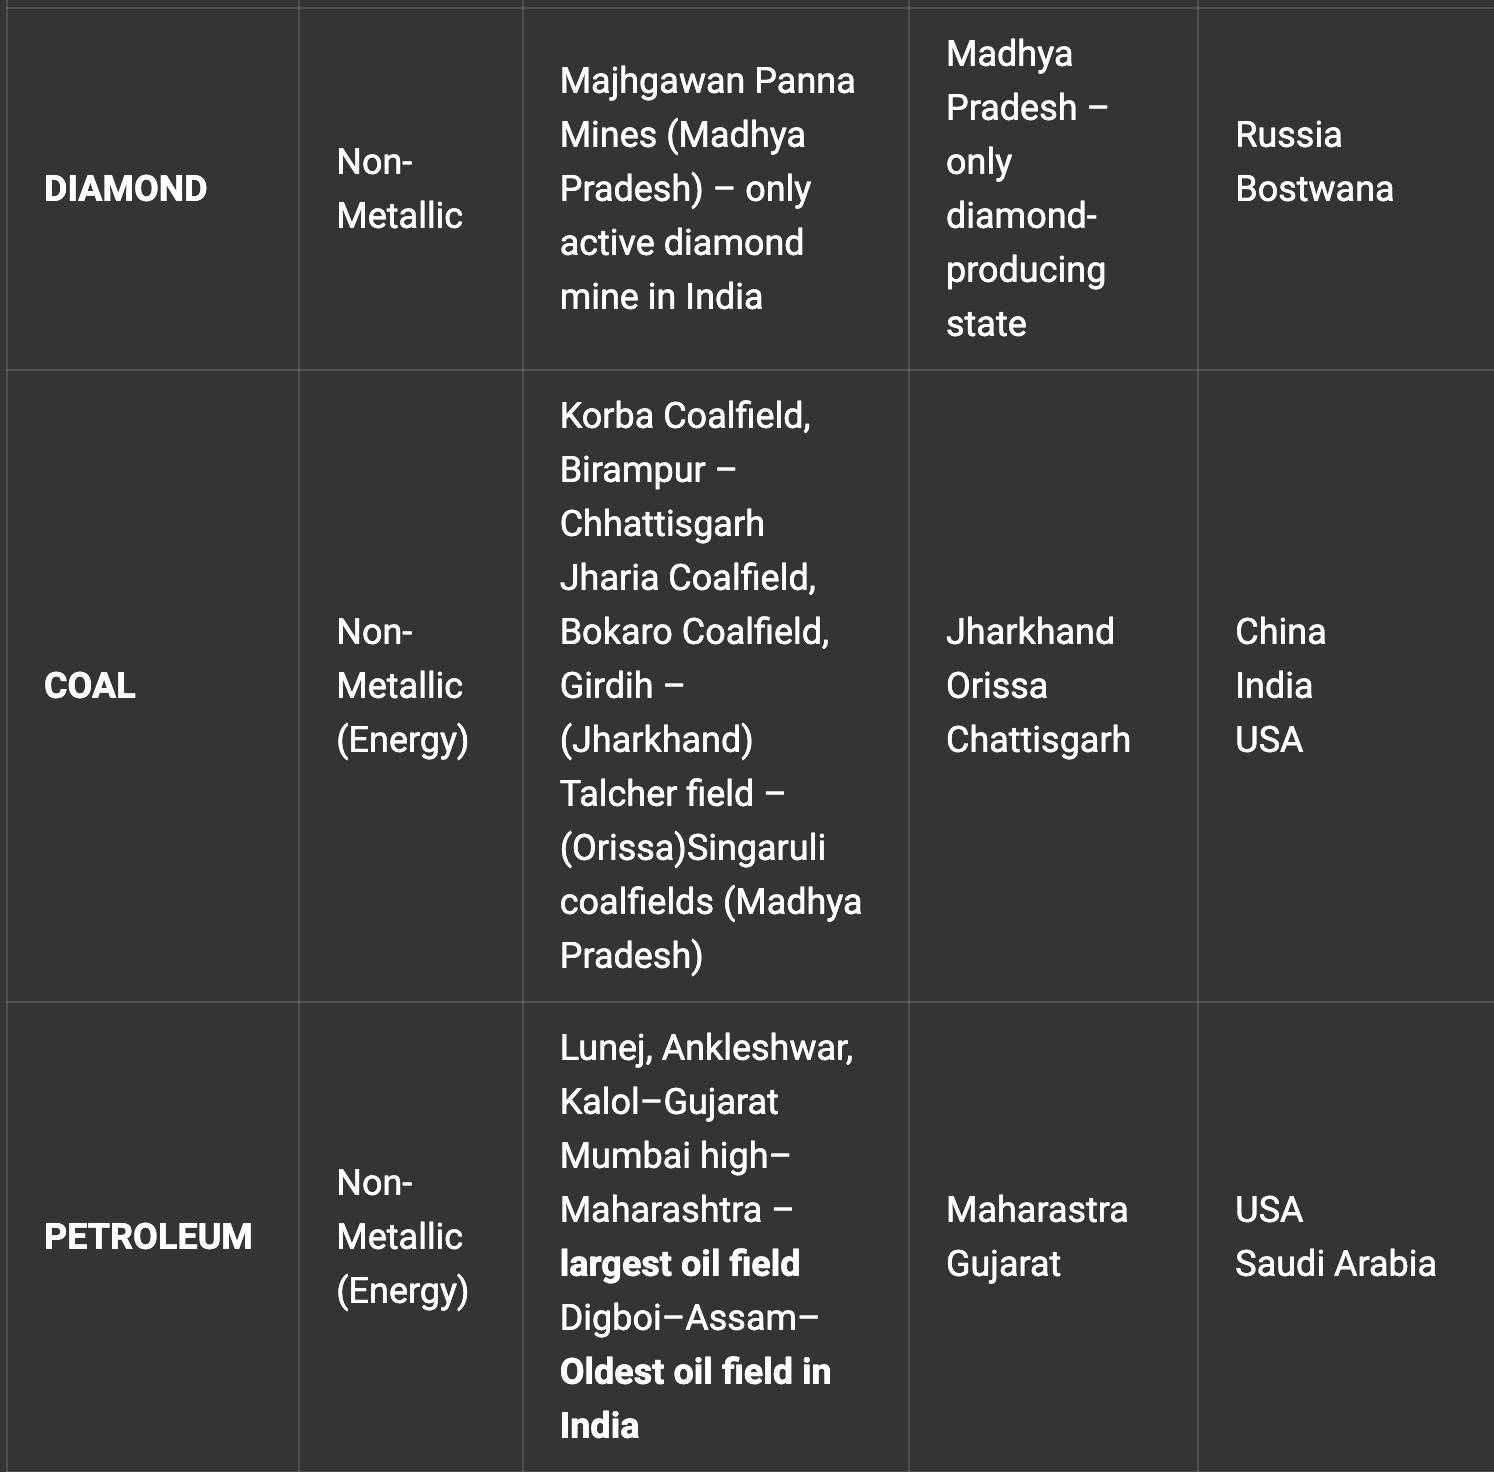 DIAMOND
Non-
Metallic
Majhgawan Panna
Mines (Madhya
Pradesh) – only
active diamond
mine in India
Madhya
Pradesh –
only
diamond-
producing
state
Russia
Bostwana
COAL
Non-
Metallic
(Energy)
Korba Coalfield,
Birampur –
Chhattisgarh
Jharia Coalfield,
Bokaro Coalfield,
Girdih –
(Jharkhand)
Talcher field –
(Orissa)Singaruli
coalfields (Madhya
Pradesh)
Jharkhand
Orissa
Chattisgarh
China
India
USA
PETROLEUM
Non-
Metallic
(Energy)
Lunej, Ankleshwar,
Kalol–Gujarat
Mumbai high–
Maharashtra –
largest oil field
Digboi–Assam–
Oldest oil field in
India
Maharastra
Gujarat
USA
Saudi Arabia